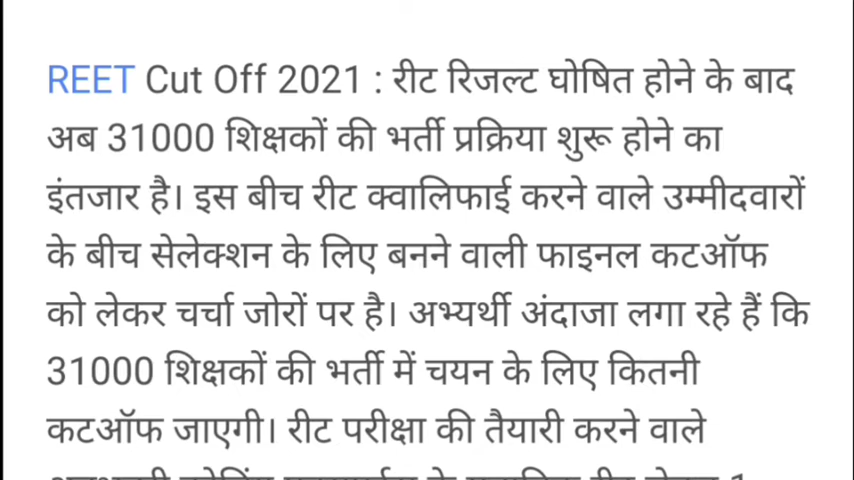 REET Cut Off 2021 : रीट रिजल्ट घोषित होने के बाद
अब 31000 शिक्षकों की भर्ती प्रक्रिया शुरू होने का
इंतजार है। इस बीच रीट क्वालिफाई करने वाले उम्मीदवारों
के बीच सेलेक्शन के लिए बनने वाली फाइनल कटऑफ
को लेकर चर्चा जोरों पर है। अभ्यर्थी अंदाजा लगा रहे हैं कि
31000 शिक्षकों की भर्ती में चयन के लिए कितनी
कटऑफ जाएगी। रीट परीक्षा की तैयारी करने वाले